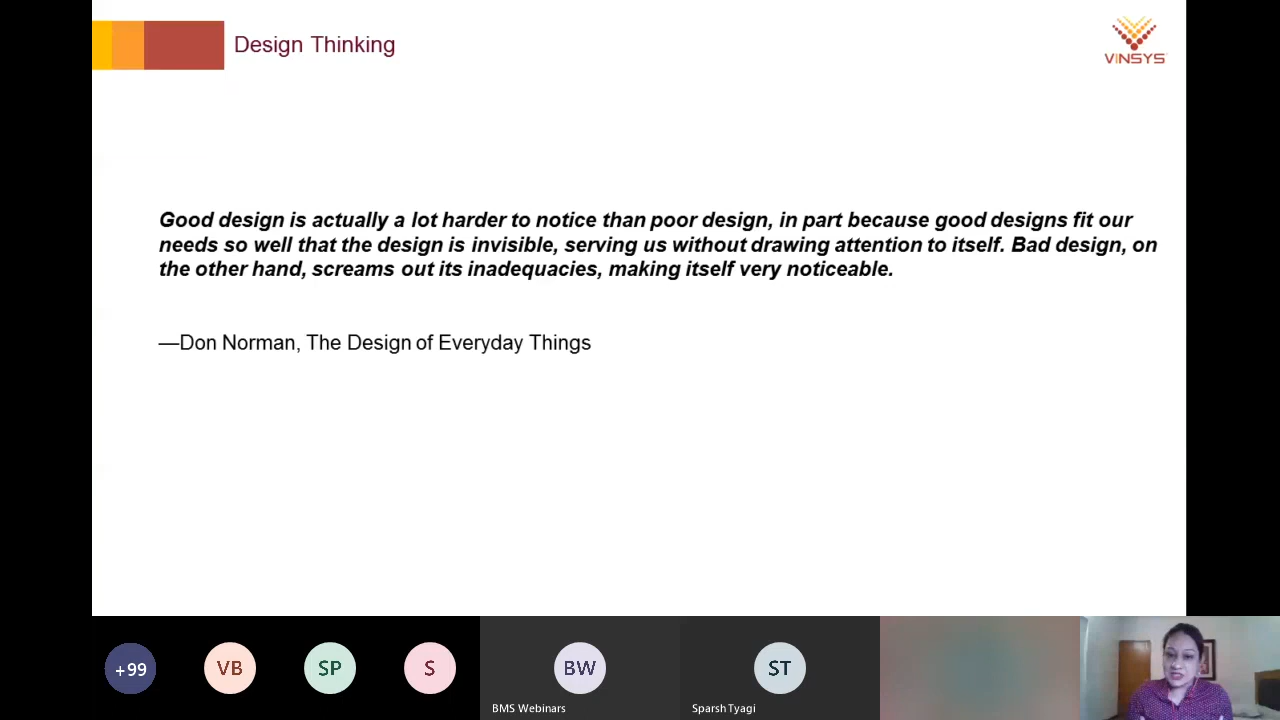 Design Thinking
VINSYS
Good design is actually a lot harder to notice than poor design, in part because good designs fit our
needs so well that the design is invisible, serving us without drawing attention to itself. Bad design, on
the other hand, screams out its inadequacies, making itself very noticeable.
—Don Norman, The Design of Everyday Things
+99
VB
SP
S
BW
ST
BMS Webinars
Sparsh Tyagi